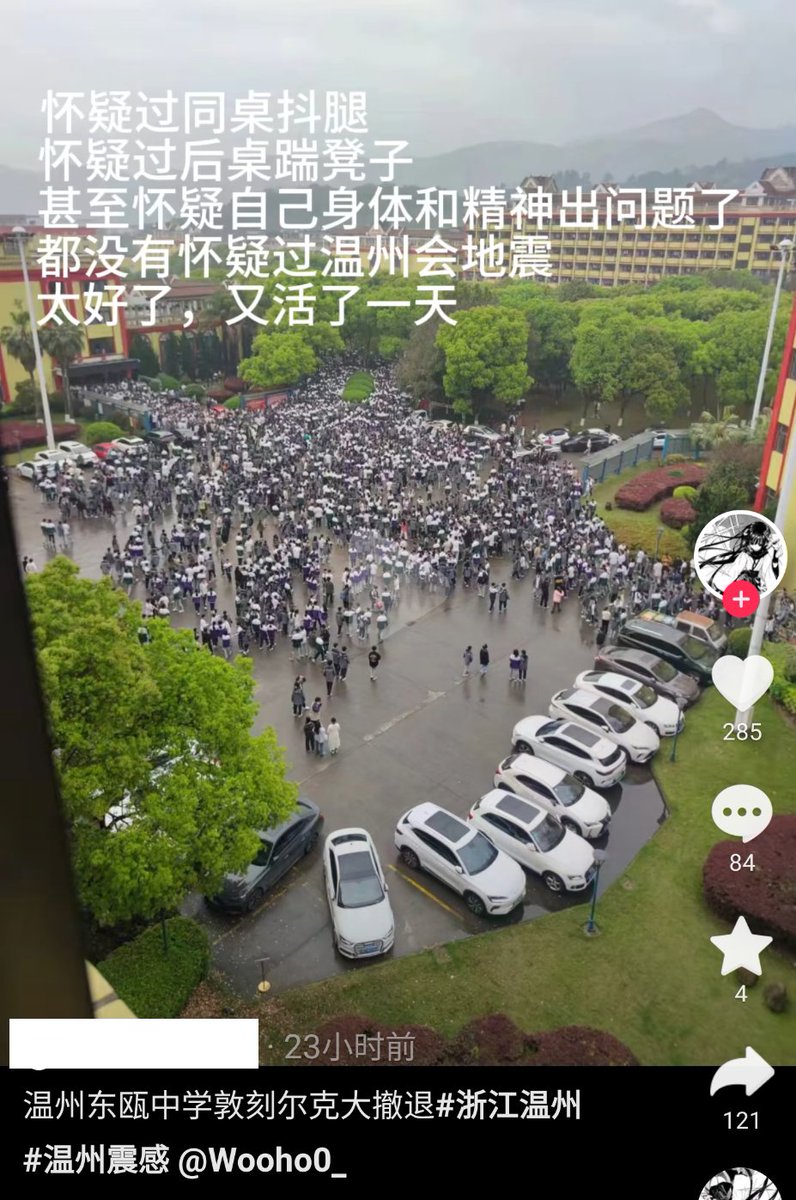 怀疑过同桌抖腿
怀疑过后桌踹凳子
甚至怀疑自己身体和精神出问题了
都没有怀疑过温州会地震
太好了，又活了一天
285
84
4
121
· 23小时前
温州东瓯中学敦刻尔克大撤退#浙江温州
#温州震感 @Wooho0_